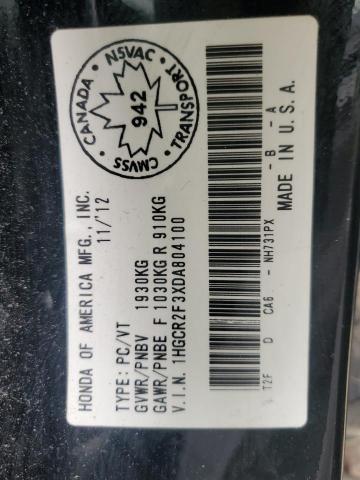 HONDA OF AMERICA MFG., INC.
11/'12
TYPE: PC/VT
GVWR/PNBV 1930KG
GAWR/PNBE F 1030KG R 910KG
V.I.N. 1HGCR2F3XDA804100
T2F D CA6 - NH731PX - B - A
MADE IN U.S.A.
CANADA • NSVAC • TRANSPORT • CMVSS
942